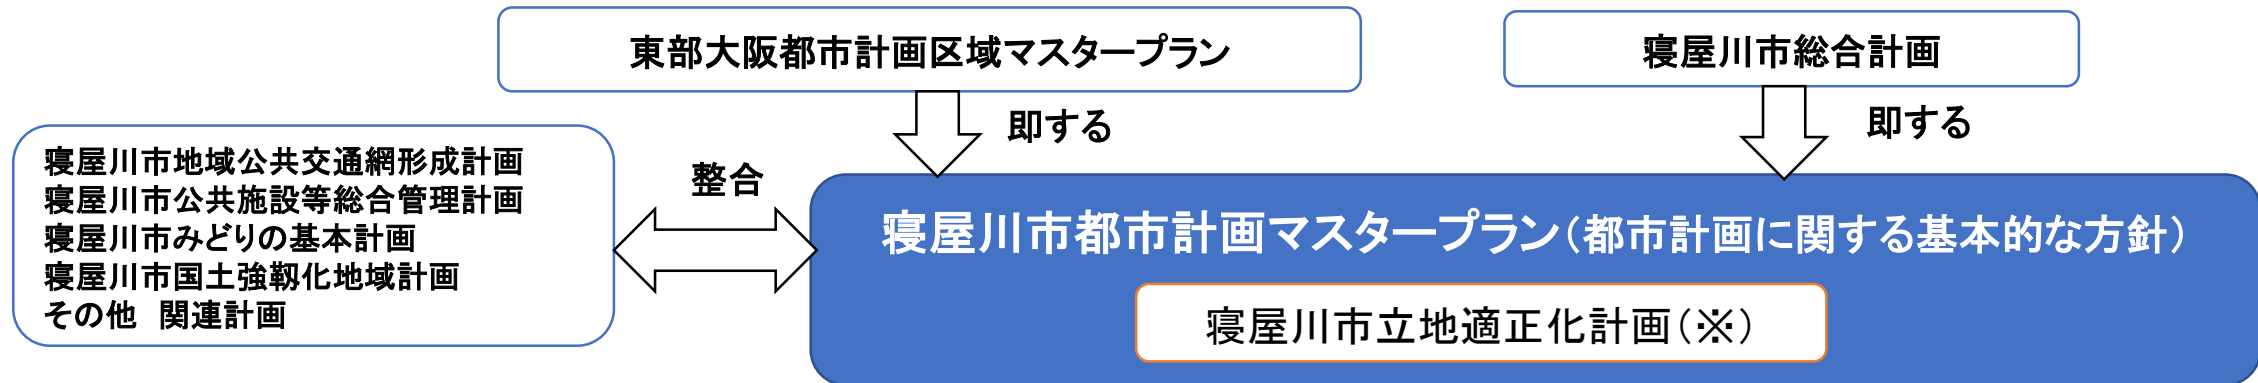 東部大阪都市計画区域マスタープラン
寝屋川市総合計画
即する
即する
寝屋川市地域公共交通網形成計画
寝屋川市公共施設等総合管理計画
寝屋川市みどりの基本計画
寝屋川市国土強靱化地域計画
その他　関連計画
整合
寝屋川市都市計画マスタープラン（都市計画に関する基本的な方針）
寝屋川市立地適正化計画（※）